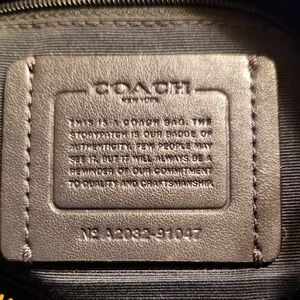 COACH
NEW YORK
THIS IS A COACH BAG. THE
STORYPATCH IS OUR BADGE OF
AUTHENTICITY. FEW PEOPLE MAY
SEE IT, BUT IT WILL ALWAYS BE A
REMINDER OF OUR COMMITMENT
TO QUALITY AND CRAFTSMANSHIP.
Nº A2032-91047